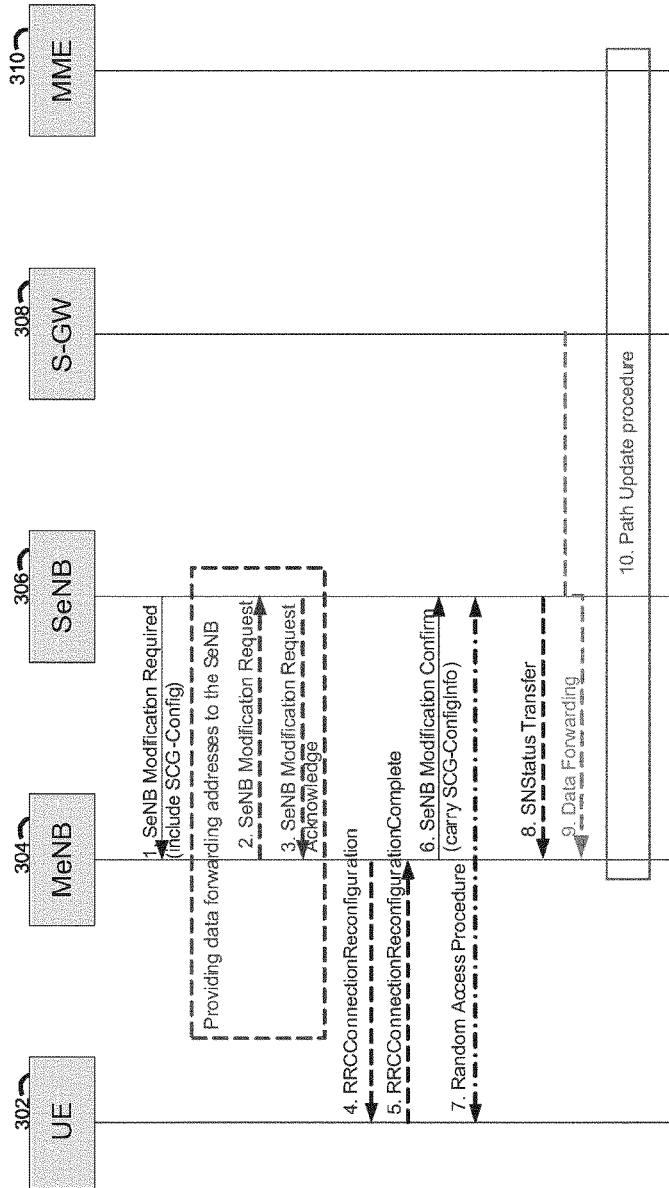 302
UE
304
MeNB
306
SeNB
308
S-GW
310
MME
1. SeNB Modification Required
(include SCG-Config)
Providing data forwarding addresses to the SeNB
2. SeNB Modification Request
3. SeNB Modification Request
Acknowledge
4. RRCConnectionReconfiguration
5. RRCConnectionReconfigurationComplete
6. SeNB Modification Confirm
(carry SCG-ConfigInfo)
7. Random Access Procedure
8. SNStatus Transfer
9. Data Forwarding
10. Path Update procedure